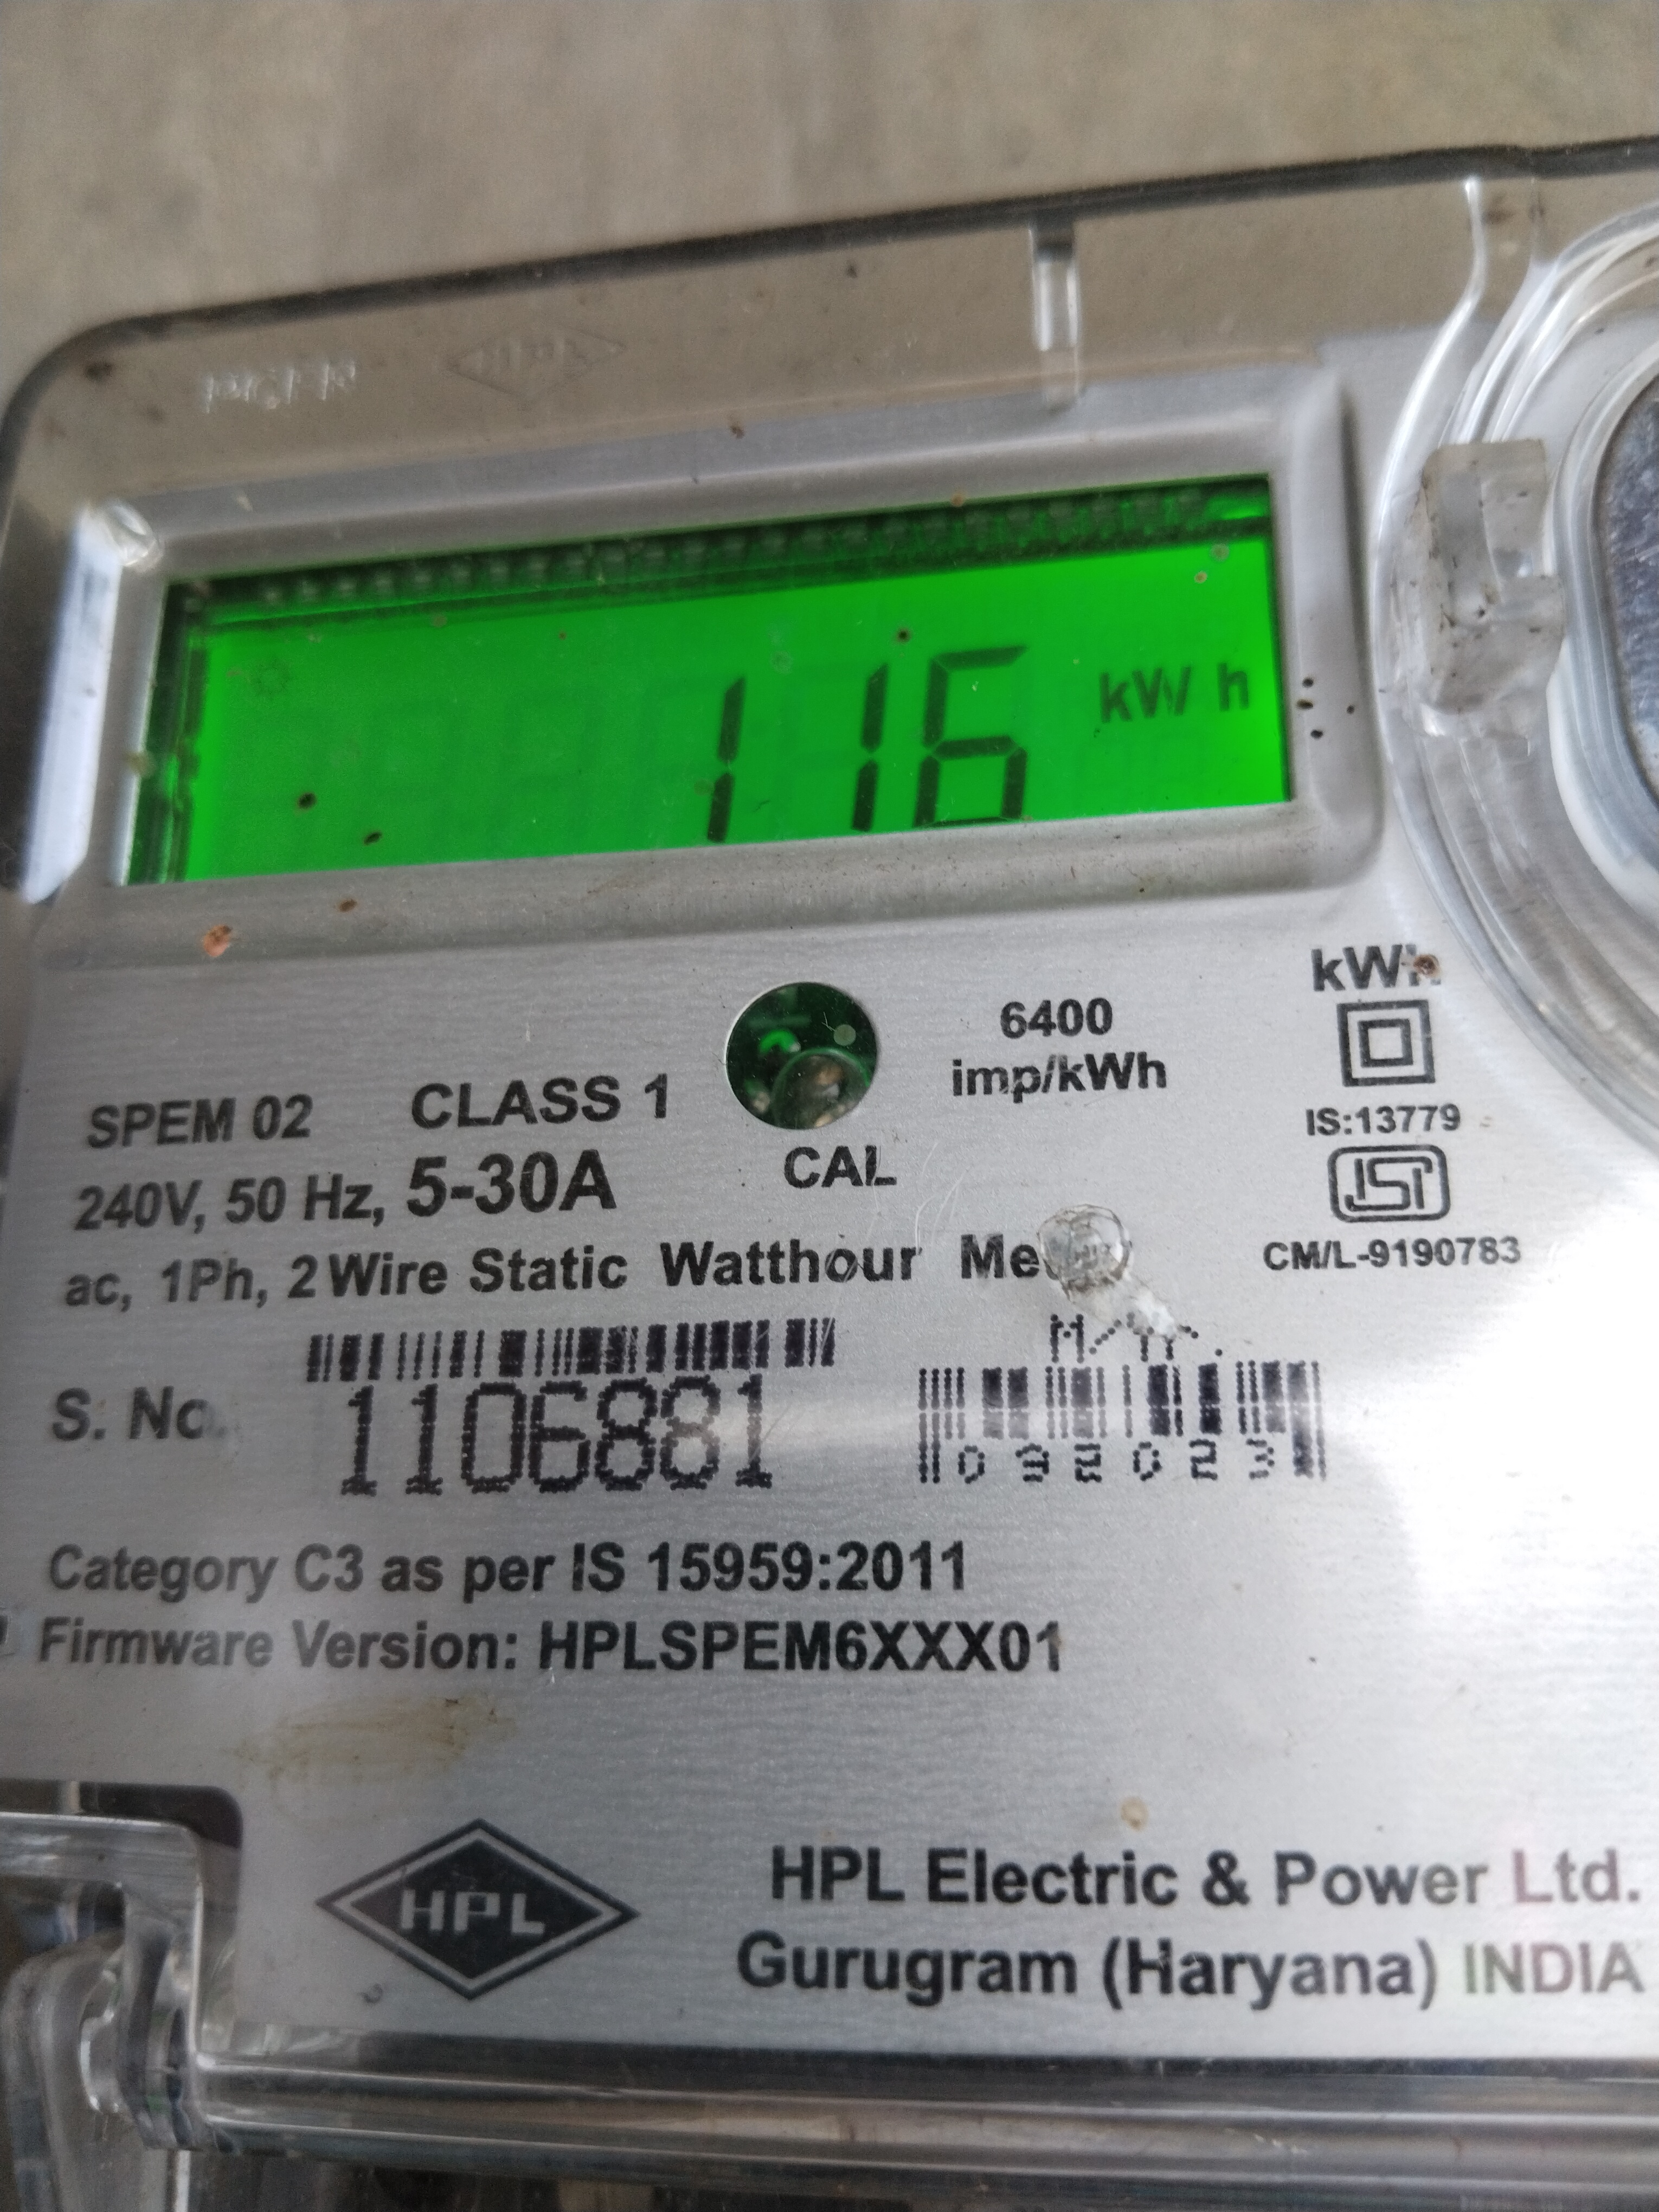 116 kWh
6400
imp/kWh
kWh
IS:13779
SPEM 02 CLASS 1
CAL
240V, 50 Hz, 5-30A
ac, 1Ph, 2 Wire Static Watthour
CM/L-9190783
S. No. 1106881
092023
Category C3 as per IS 15959:2011
Firmware Version: HPLSPEM6XXX01
HPL
HPL Electric & Power Ltd.
Gurugram (Haryana) INDIA